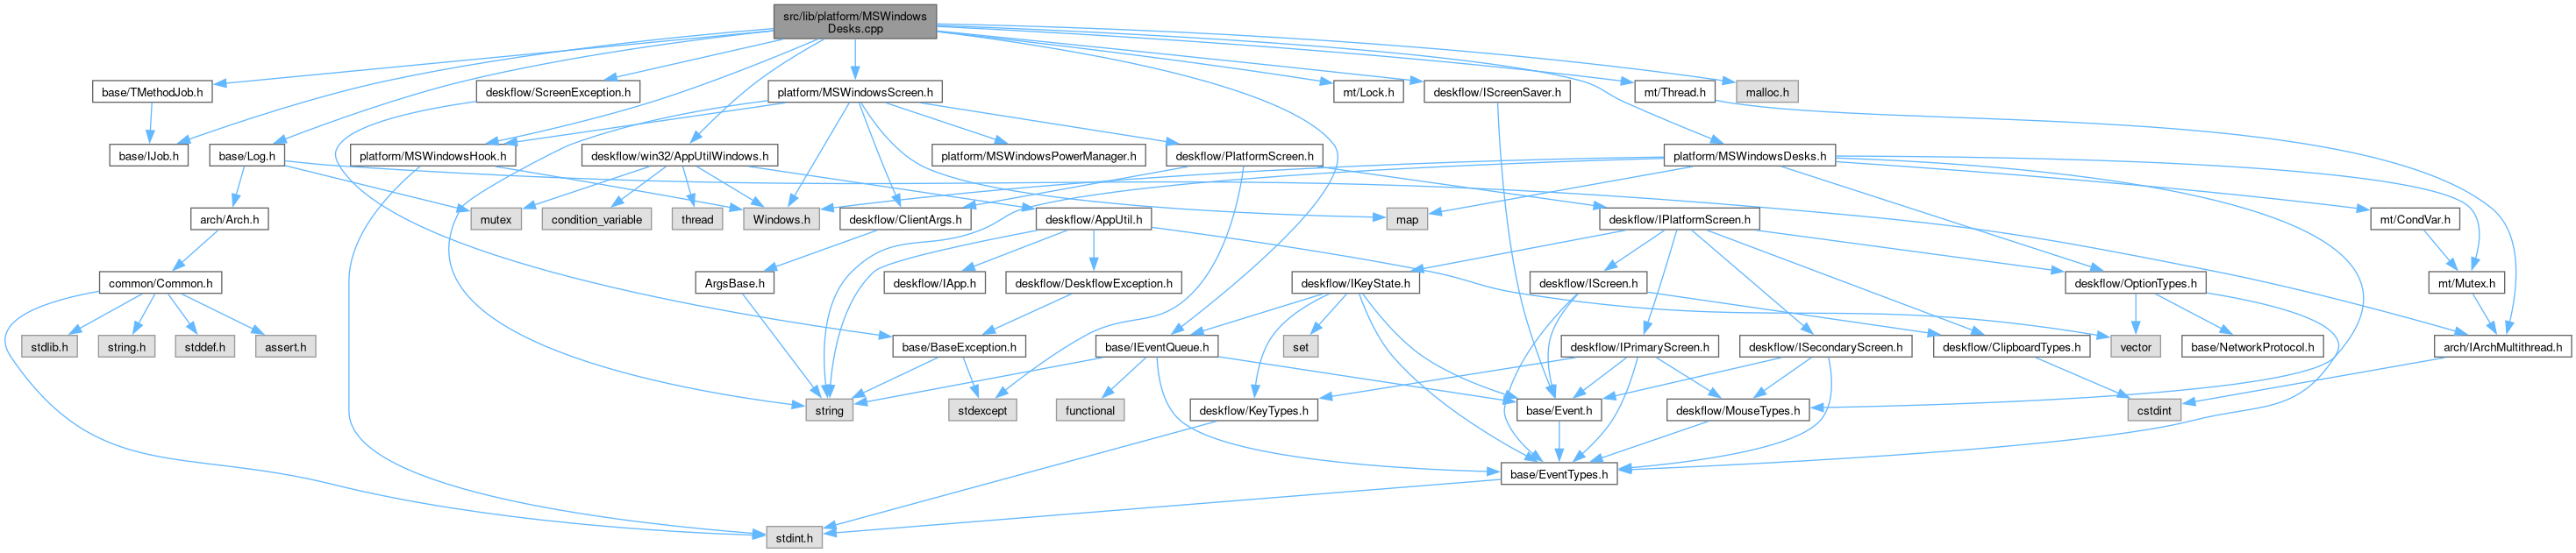 src/lib/platform/MSWindows
Desks.cpp
base/TMethodJob.h
deskflow/ScreenException.h
platform/MSWindowsScreen.h
mt/Lock.h
deskflow/IScreenSaver.h
mt/Thread.h
malloc.h
base/IJob.h
base/Log.h
platform/MSWindowsHook.h
deskflow/win32/AppUtilWindows.h
platform/MSWindowsPowerManager.h
deskflow/PlatformScreen.h
platform/MSWindowsDesks.h
arch/Arch.h
mutex
condition_variable
thread
Windows.h
deskflow/ClientArgs.h
deskflow/AppUtil.h
map
deskflow/IPlatformScreen.h
mt/CondVar.h
common/Common.h
ArgsBase.h
deskflow/IApp.h
deskflow/DeskflowException.h
deskflow/IKeyState.h
deskflow/IScreen.h
deskflow/OptionTypes.h
mt/Mutex.h
stdlib.h
string.h
stddef.h
assert.h
base/BaseException.h
base/IEventQueue.h
set
deskflow/IPrimaryScreen.h
deskflow/ISecondaryScreen.h
deskflow/ClipboardTypes.h
vector
base/NetworkProtocol.h
arch/IArchMultithread.h
string
stdexcept
functional
deskflow/KeyTypes.h
base/Event.h
deskflow/MouseTypes.h
cstdint
base/EventTypes.h
stdint.h